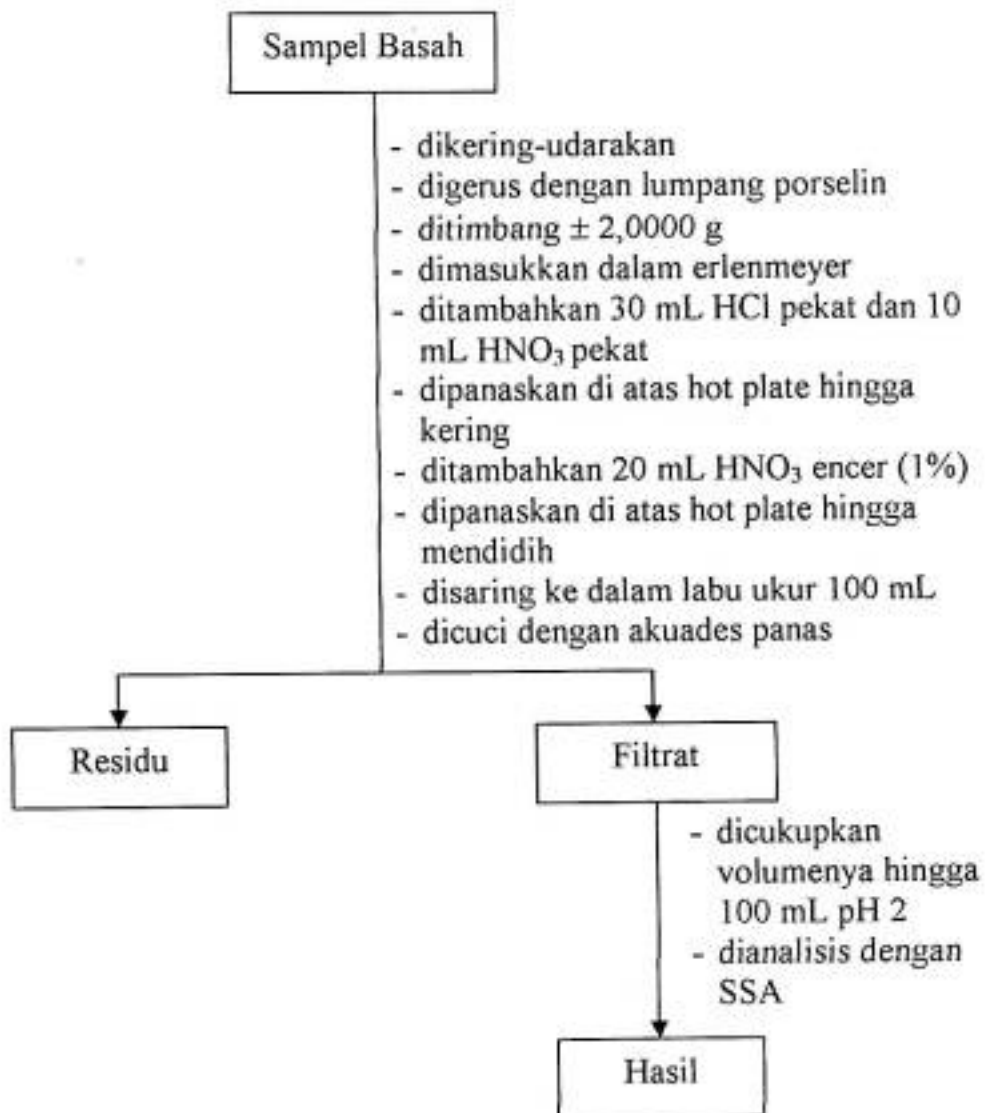 Sampel Basah
- dikering-udarakan
- digerus dengan lumpang porselin
- ditimbang ± 2,0000 g
- dimasukkan dalam erlenmeyer
- ditambahkan 30 mL HCl pekat dan 10
mL HNO₃ pekat
- dipanaskan di atas hot plate hingga
kering
- ditambahkan 20 mL HNO₃ encer (1%)
- dipanaskan di atas hot plate hingga
mendidih
- disaring ke dalam labu ukur 100 mL
- dicuci dengan akuades panas
Residu
Filtrat
- dicukupkan
volumenya hingga
100 mL pH 2
- dianalisis dengan
SSA
Hasil